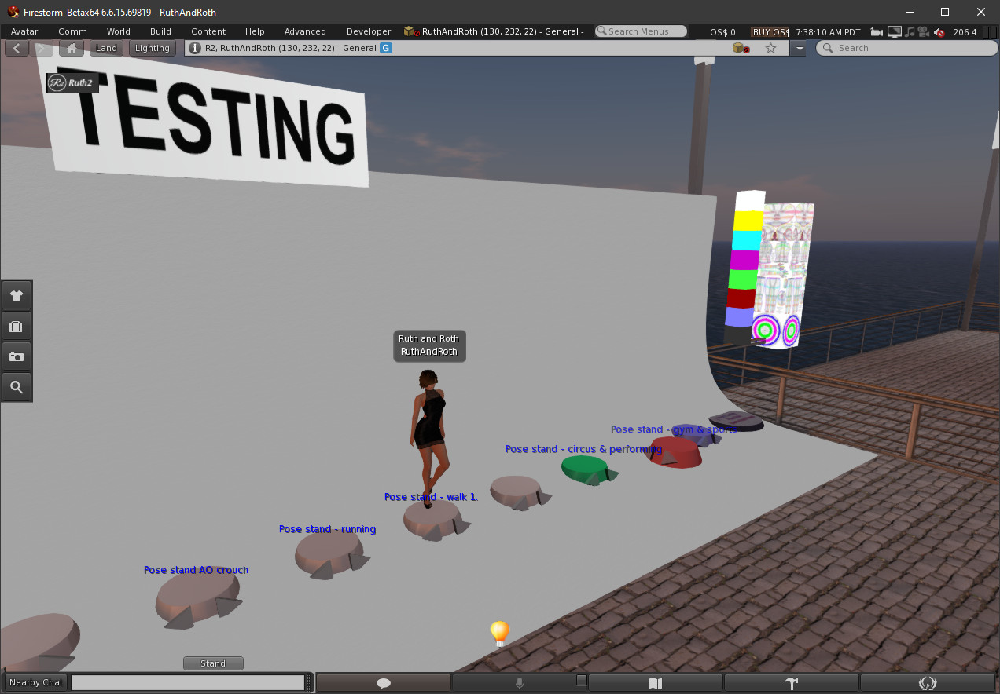 Firestorm-Betax64 6.6.15.69819 - RuthAndRoth
Avatar Comm World Build Content Help Advanced Developer RuthAndRoth (130, 232, 22) - General - Search Menus OS$ 0 BUY OS$ 7:38:10 AM PDT 206.4
Land Lighting R2, RuthAndRoth (130, 232, 22) - General G Search
R2 Ruth2
TESTING
Ruth and Roth
RuthAndRoth
Pose stand - gym & sports
Pose stand - circus & performing
Pose stand - walk 1.
Pose stand - running
Pose stand AO crouch
Stand
Nearby Chat